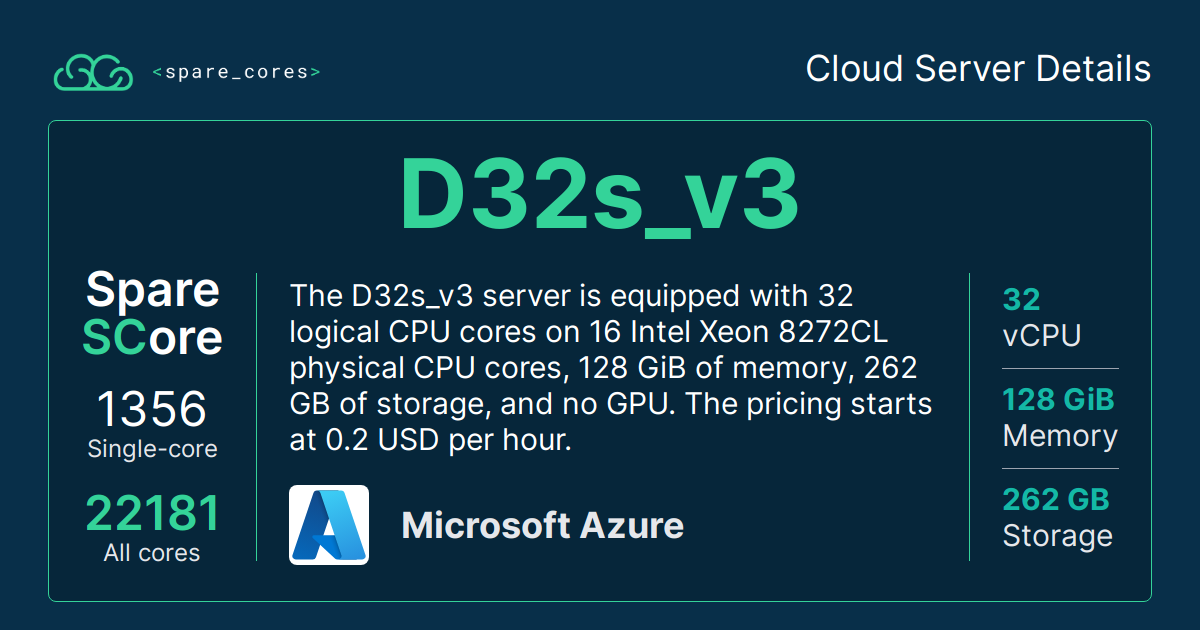 <spare_cores>
Cloud Server Details
D32s_v3
Spare
SCore
1356
Single-core
22181
All cores
The D32s_v3 server is equipped with 32
logical CPU cores on 16 Intel Xeon 8272CL
physical CPU cores, 128 GiB of memory, 262
GB of storage, and no GPU. The pricing starts
at 0.2 USD per hour.
Microsoft Azure
32
vCPU
128 GiB
Memory
262 GB
Storage